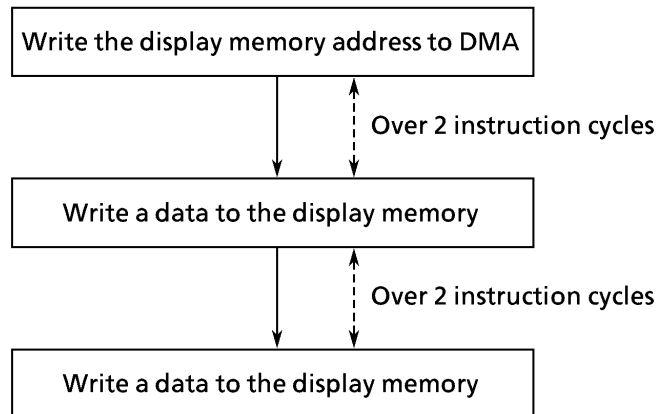 Write the display memory address to DMA
Over 2 instruction cycles
Write a data to the display memory
Over 2 instruction cycles
Write a data to the display memory